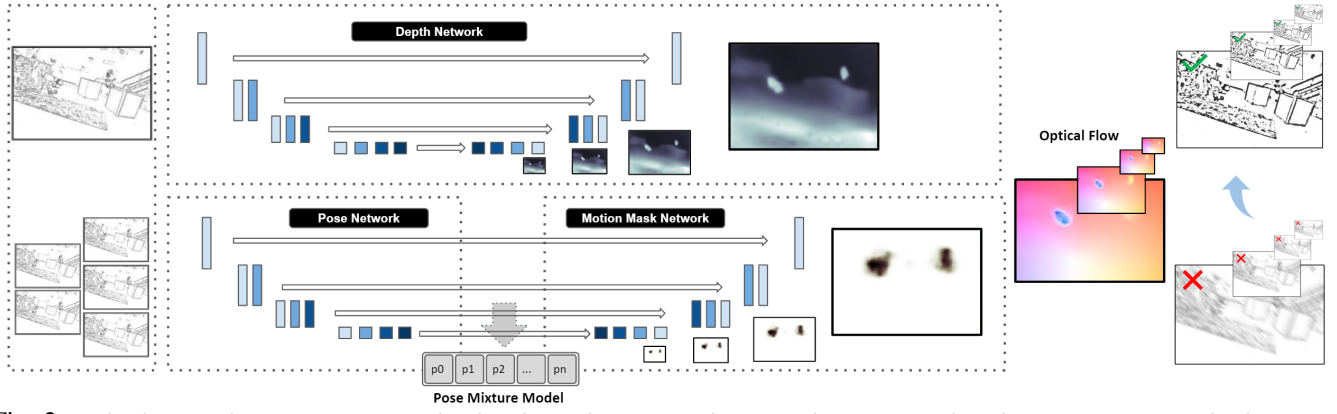 Depth Network
Pose Network
Motion Mask Network
Optical Flow
p0
p1
p2
...
pn
Pose Mixture Model